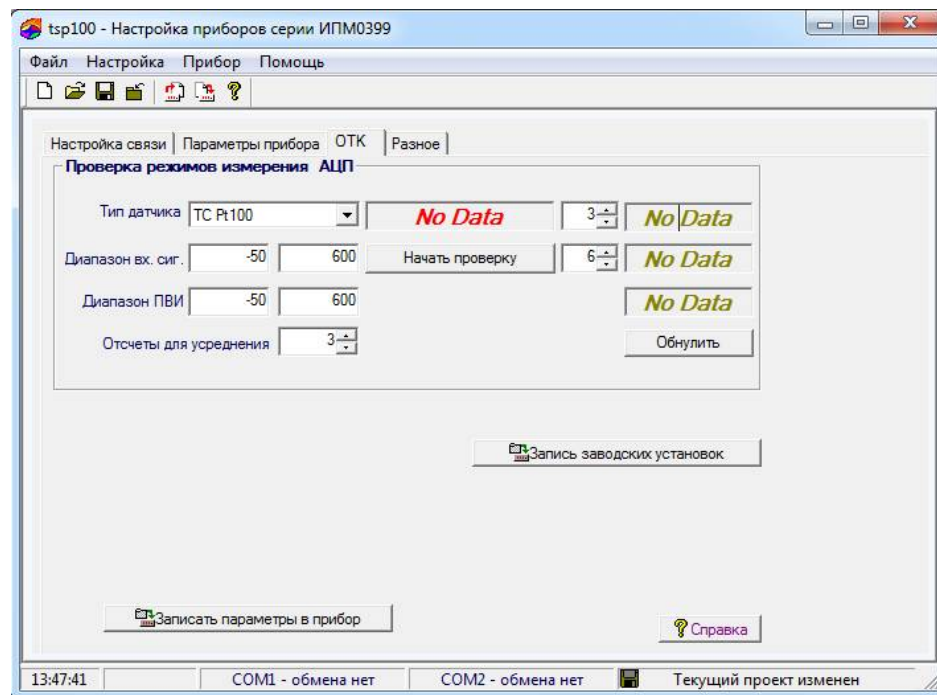 tsp100 - Настройка приборов серии ИПМ0399
Файл Настройка Прибор Помощь
Настройка связи Параметры прибора ОТК Разное
Проверка режимов измерения АЦП
Тип датчика ТС Pt100 No Data 3 No Data
Диапазон вх. сиг. -50 600 Начать проверку 6 No Data
Диапазон ПВИ -50 600 No Data
Отсчеты для усреднения 3 Обнулить
Запись заводских установок
Записать параметры в прибор
Справка
13:47:41 COM1 - обмена нет COM2 - обмена нет Текущий проект изменен